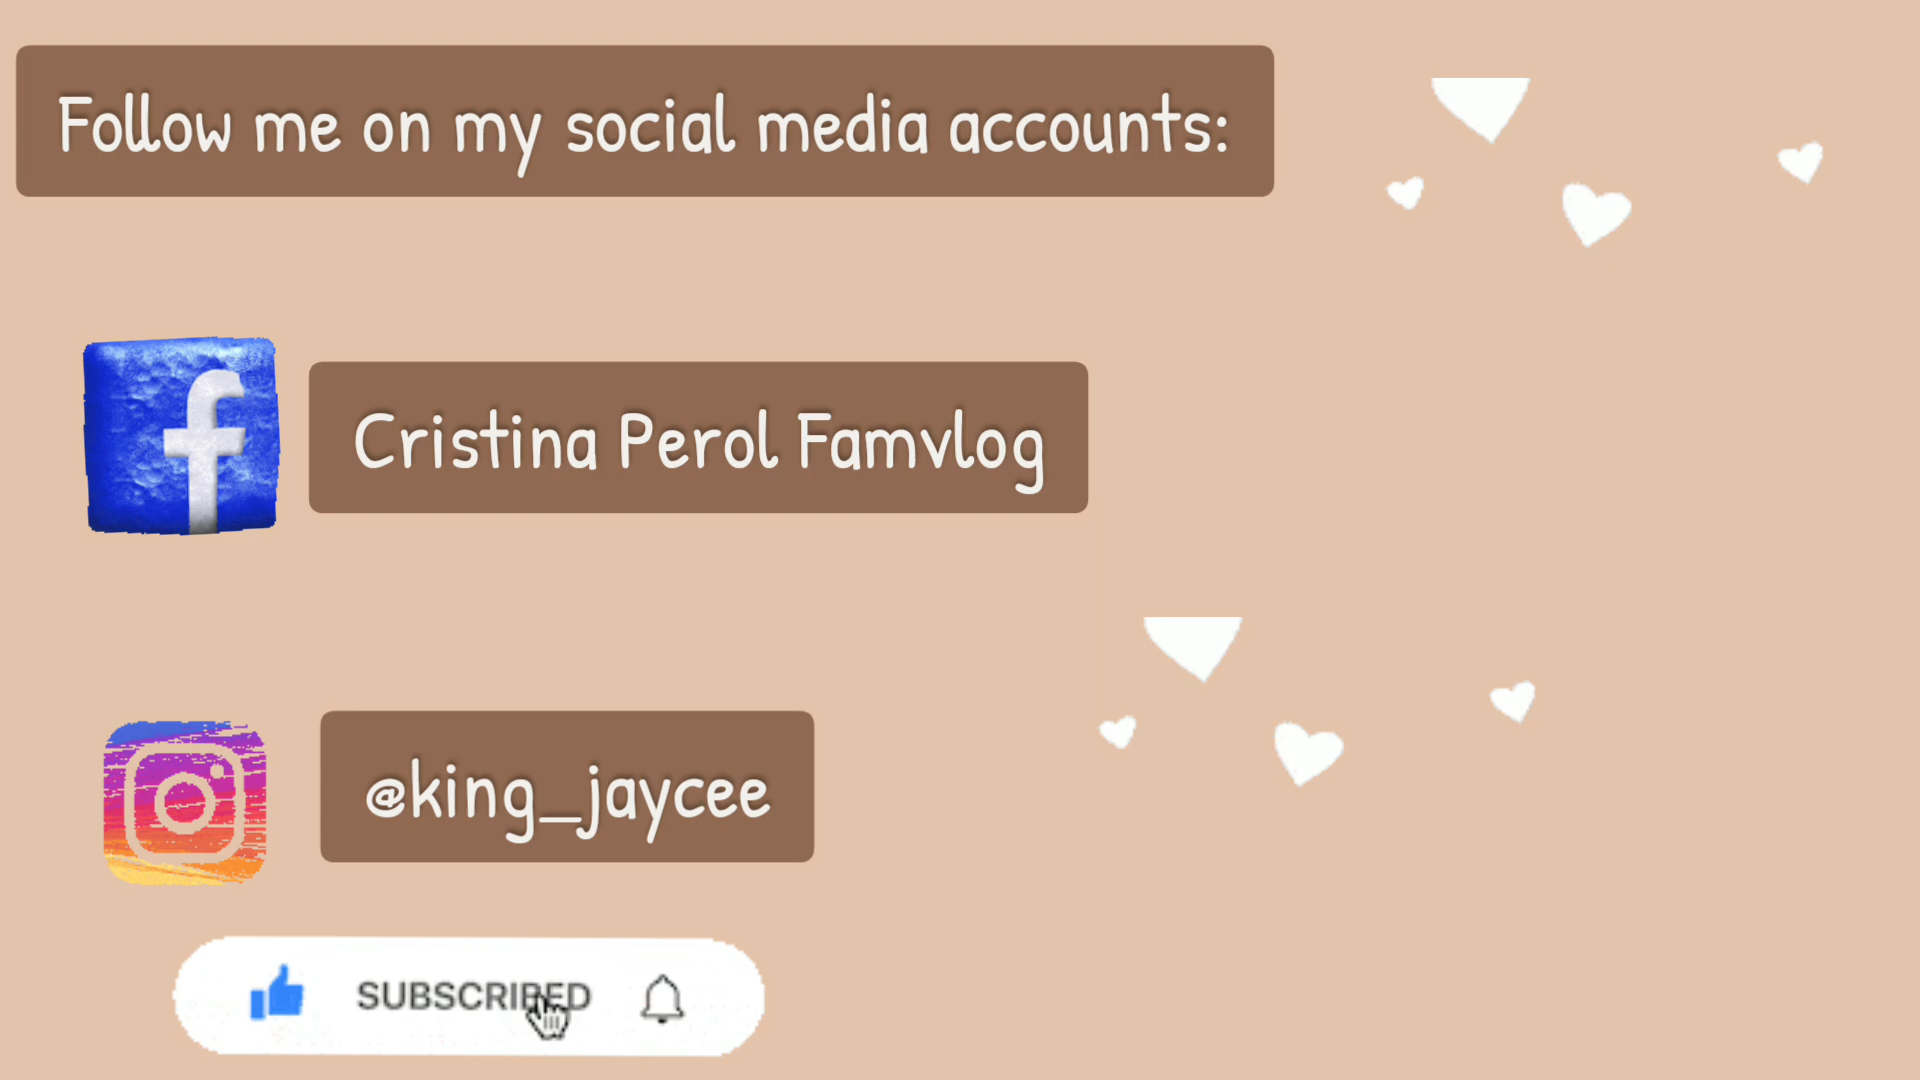 Follow me on my social media accounts:
f
Cristina Perol Famvlog
@king_jaycee
SUBSCRIBED